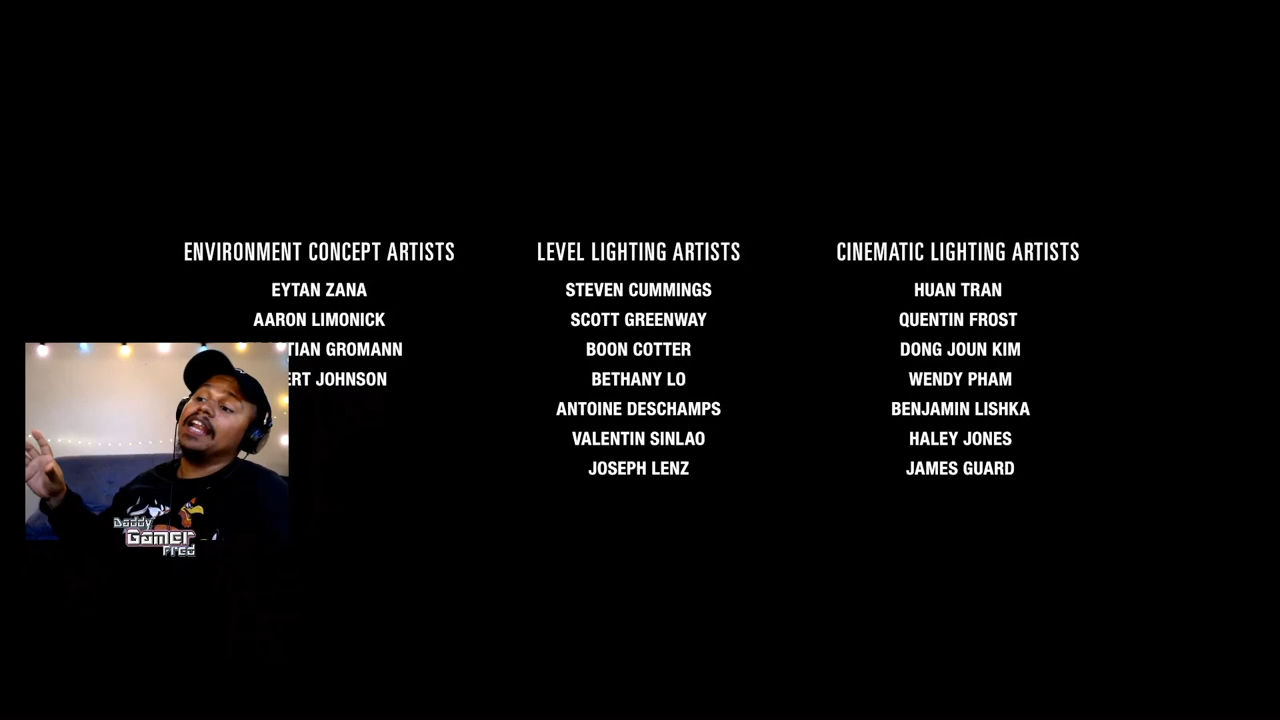 ENVIRONMENT CONCEPT ARTISTS
EYTAN ZANA
AARON LIMONICK
GROMANN
JOHNSON
LEVEL LIGHTING ARTISTS
STEVEN CUMMINGS
SCOTT GREENWAY
BOON COTTER
BETHANY LO
ANTOINE DESCHAMPS
VALENTIN SINLAO
JOSEPH LENZ
CINEMATIC LIGHTING ARTISTS
HUAN TRAN
QUENTIN FROST
DONG JOUN KIM
WENDY PHAM
BENJAMIN LISHKA
HALEY JONES
JAMES GUARD
Daddy
Gamer
Fred